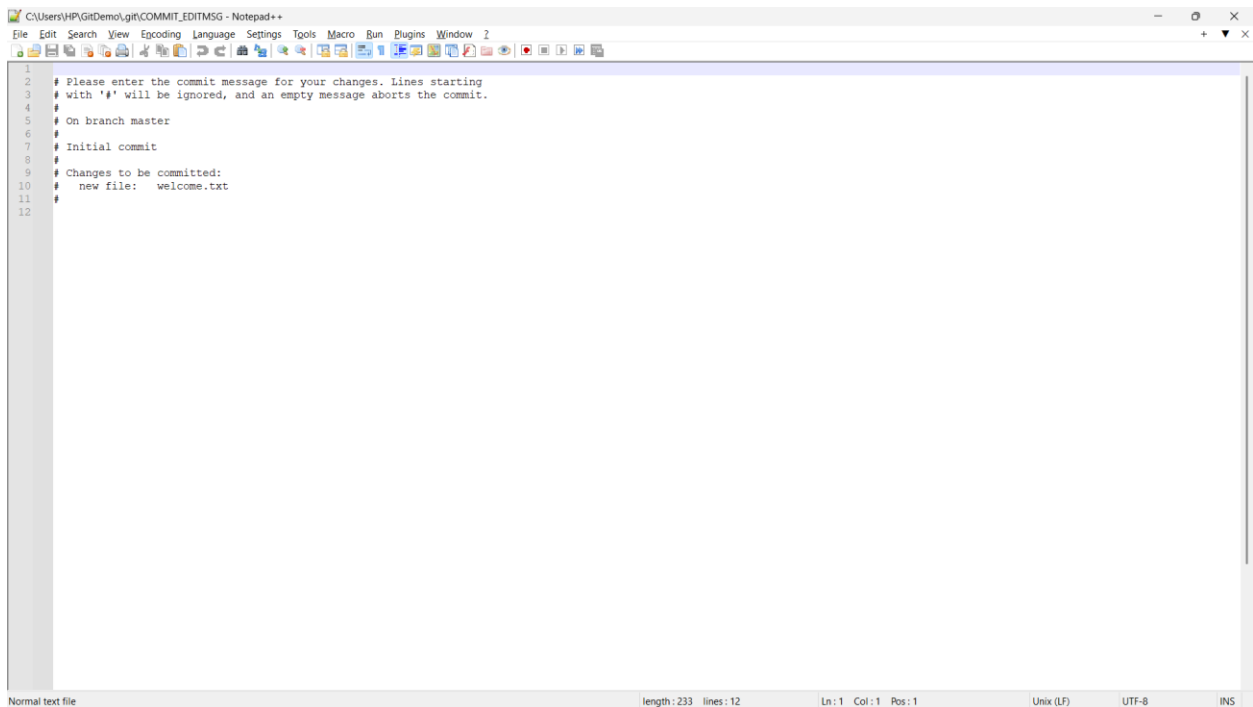 C:\Users\HP\GitDemo\.git\COMMIT_EDITMSG - Notepad++
File Edit Search View Encoding Language Settings Tools Macro Run Plugins Window ?
1
2 # Please enter the commit message for your changes. Lines starting
3 # with '#' will be ignored, and an empty message aborts the commit.
4 #
5 # On branch master
6 #
7 # Initial commit
8 #
9 # Changes to be committed:
10 #   new file:   welcome.txt
11 #
12
Normal text file length : 233 lines : 12 Ln : 1 Col : 1 Pos : 1 Unix (LF) UTF-8 INS